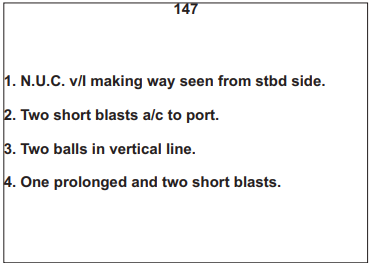 147
1. N.U.C. v/l making way seen from stbd side.
2. Two short blasts a/c to port.
3. Two balls in vertical line.
4. One prolonged and two short blasts.